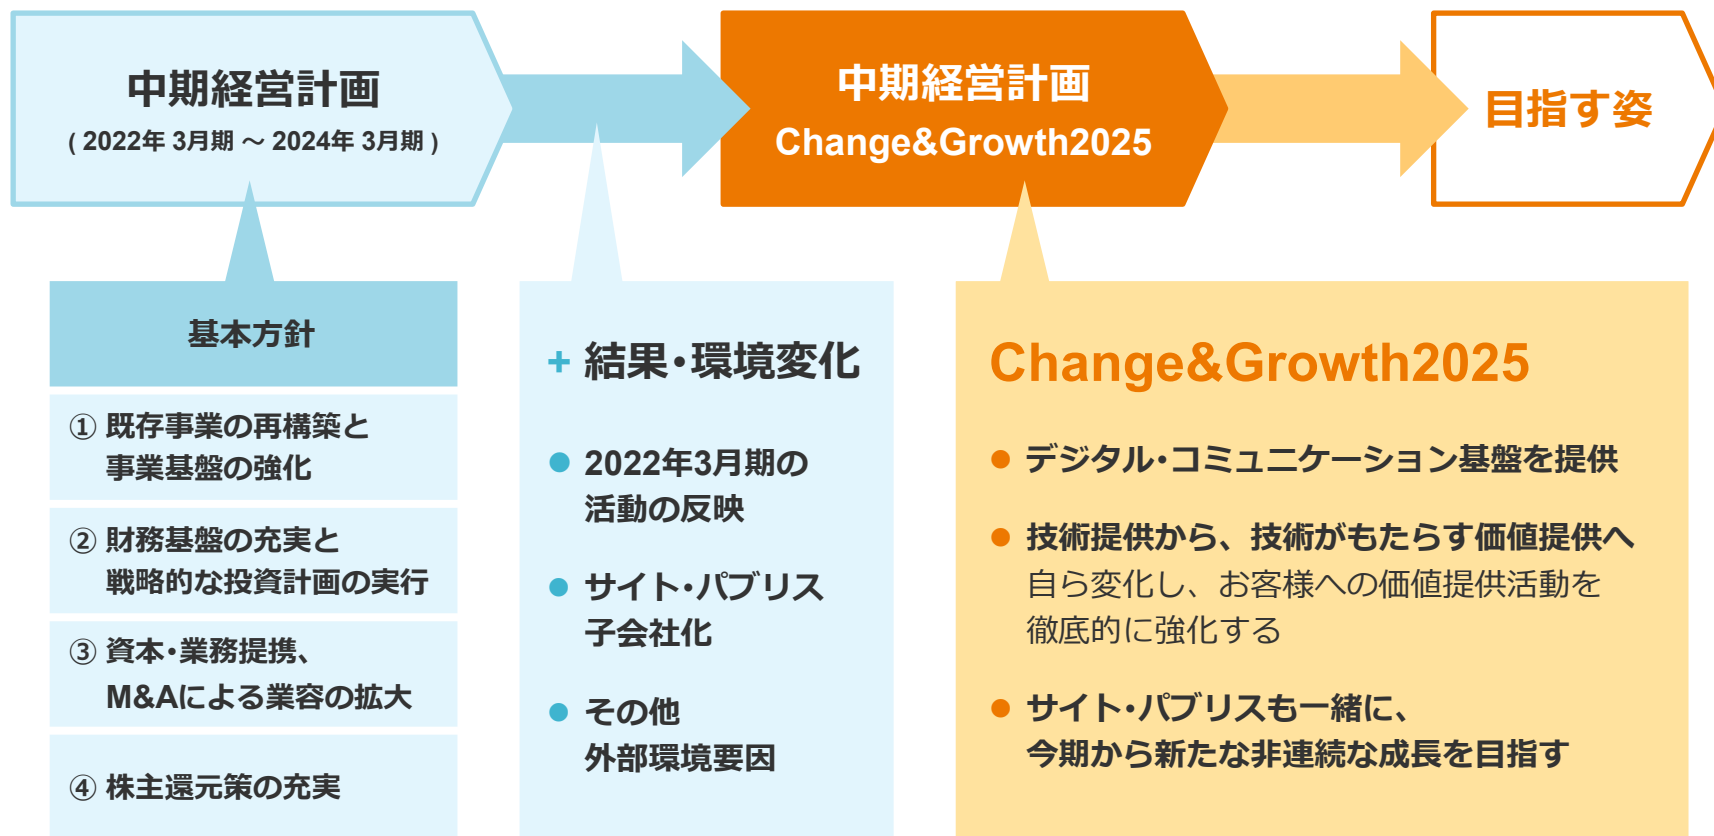 中期経営計画
( 2022年 3月期 ～ 2024年 3月期 )
中期経営計画
Change&Growth2025
目指す姿
基本方針
① 既存事業の再構築と
事業基盤の強化
② 財務基盤の充実と
戦略的な投資計画の実行
③ 資本・業務提携、
M&Aによる業容の拡大
④ 株主還元策の充実
+ 結果・環境変化
● 2022年3月期の
活動の反映
● サイト・パブリス
子会社化
● その他
外部環境要因
Change&Growth2025
● デジタル・コミュニケーション基盤を提供
● 技術提供から、技術がもたらす価値提供へ
自ら変化し、お客様への価値提供活動を
徹底的に強化する
● サイト・パブリスも一緒に、
今期から新たな非連続な成長を目指す